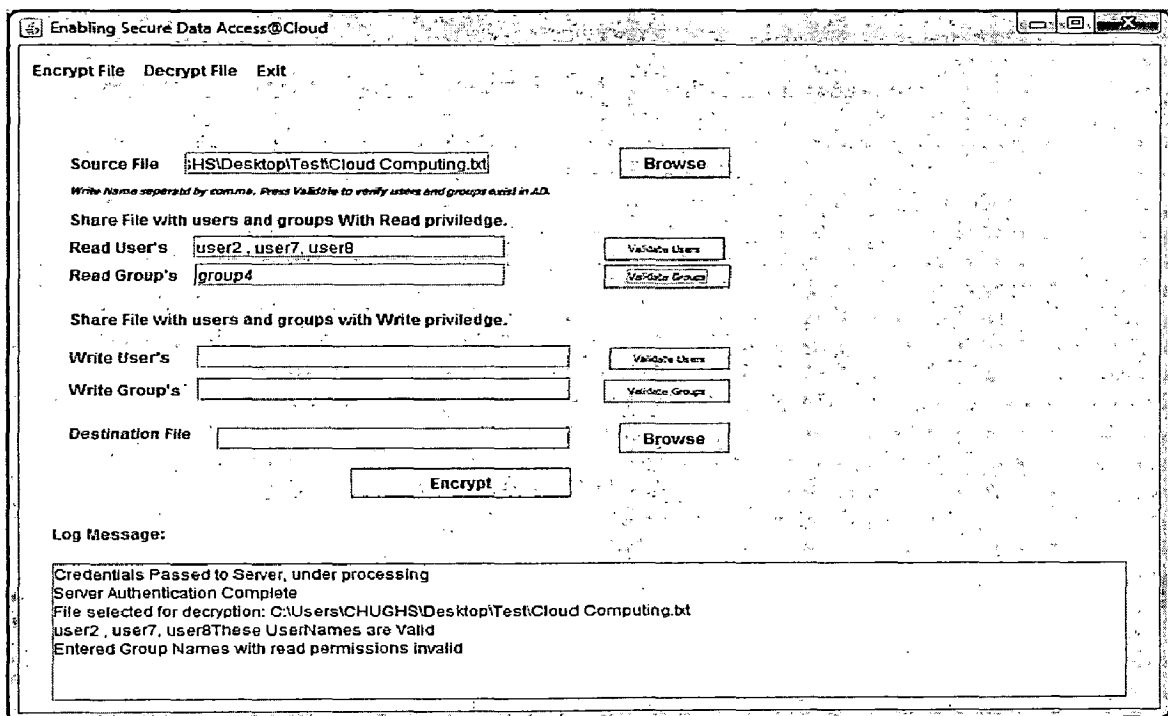 Enabling Secure Data Access@Cloud
Encrypt File Decrypt File Exit
Source File :HS\Desktop\Test\Cloud Computing.txt Browse
Write Name seperatd by comma. Press Validate to verify users and groups exist in AD.
Share File with users and groups With Read priviledge.
Read User's user2 , user7, user8 Validate Users
Read Group's group4 Validate Groups
Share File with users and groups with Write priviledge.
Write User's Validate Users
Write Group's Validate Groups
Destination File Browse
Encrypt
Log Message:
Credentials Passed to Server, under processing
Server Authentication Complete
File selected for decryption: C:\Users\CHUGHS\Desktop\Test\Cloud Computing.txt
user2 , user7, user8These UserNames are Valid
Entered Group Names with read permissions invalid